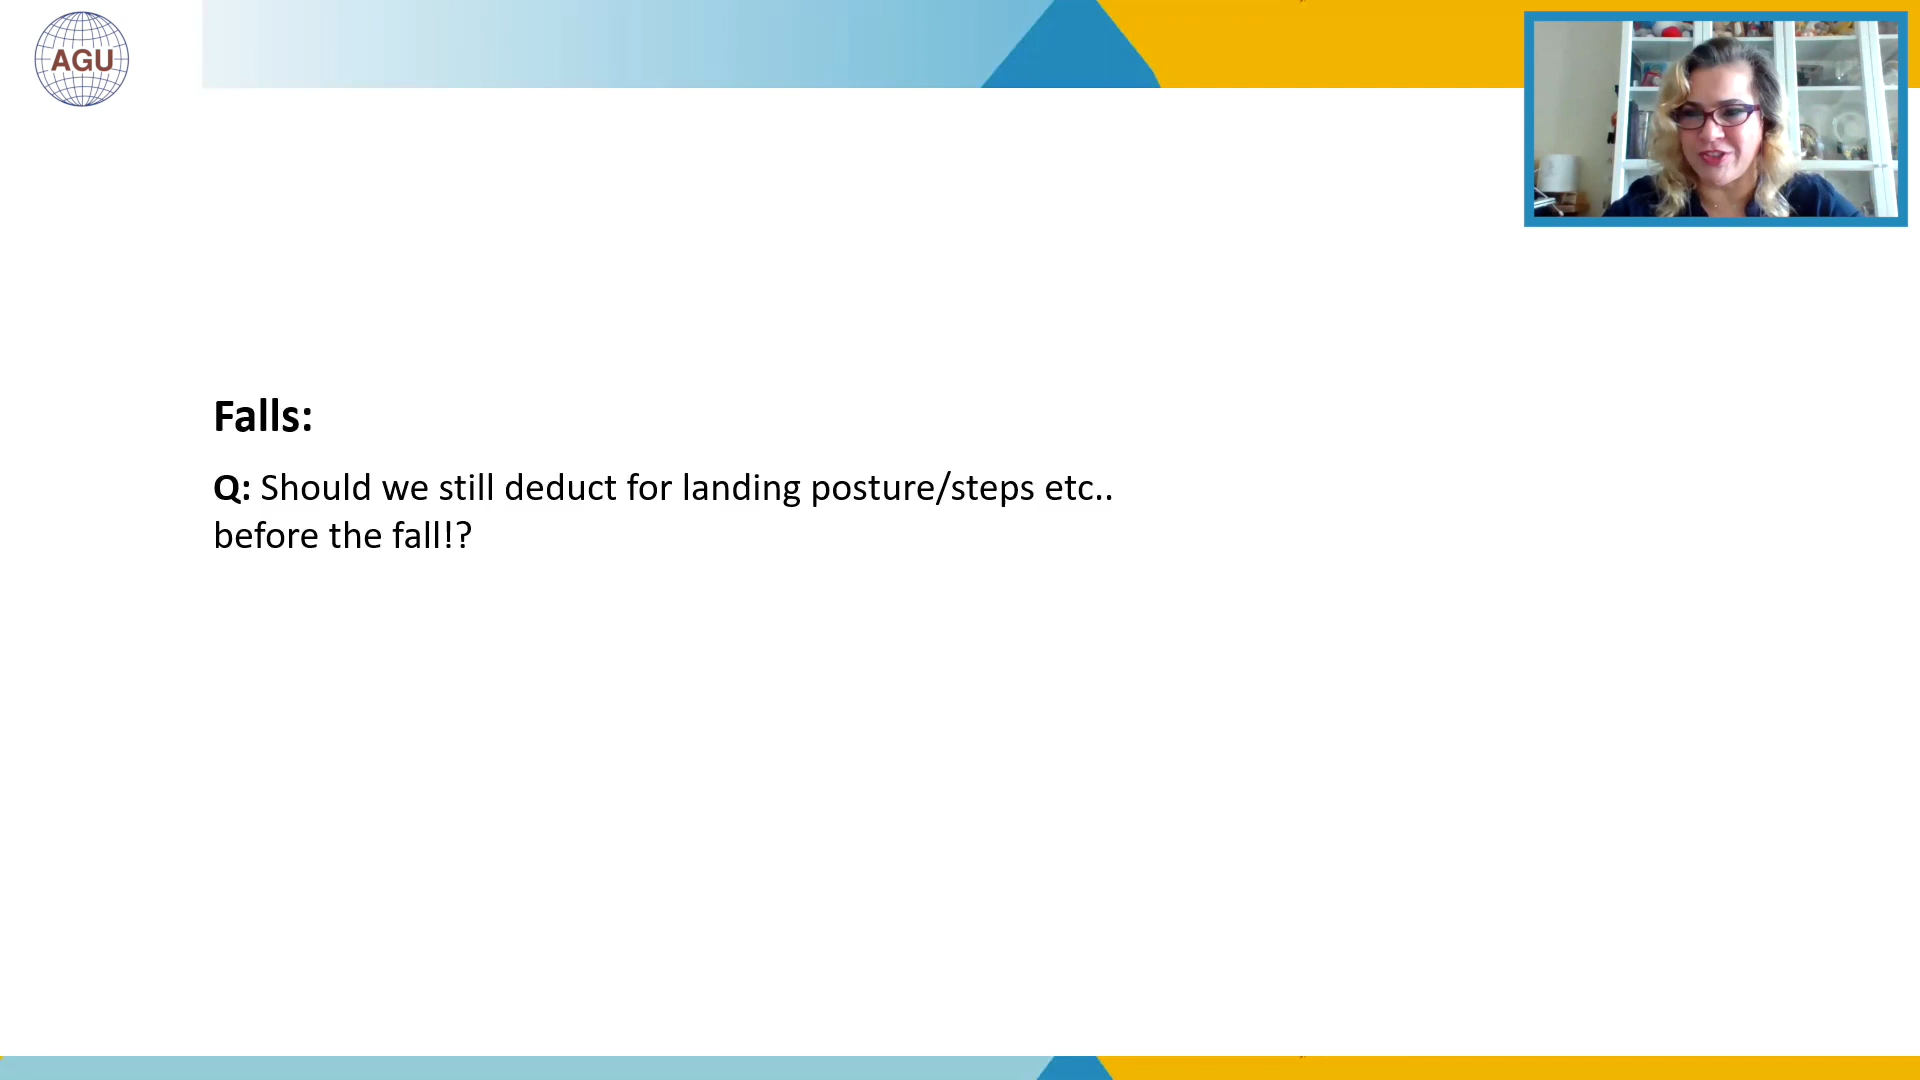 AGU
Falls:
Q: Should we still deduct for landing posture/steps etc..
before the fall!?